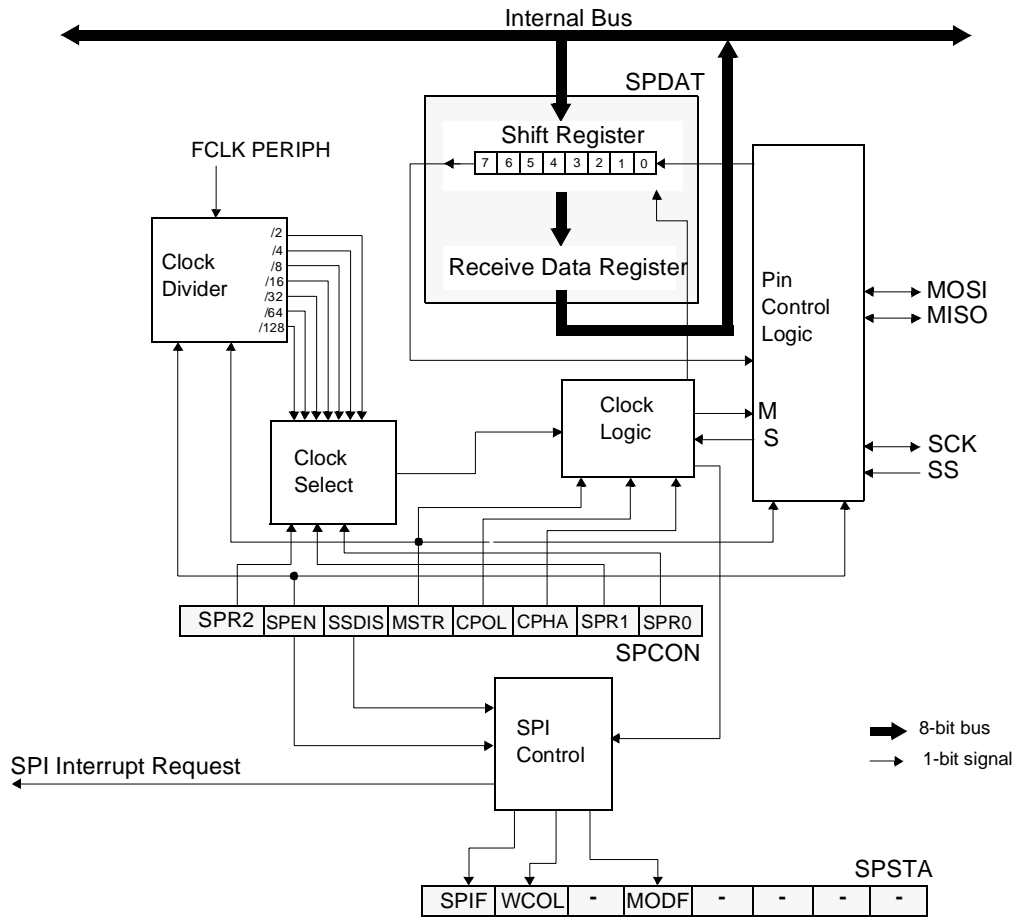 Internal Bus
SPDAT
Shift Register
7 6 5 4 3 2 1 0
FCLK PERIPH
Clock
Divider
/2
/4
/8
/16
/32
/64
/128
Receive Data Register
Pin
Control
Logic
MOSI
MISO
Clock
Logic
M
S
SCK
SS
Clock
Select
SPR2 SPEN SSDIS MSTR CPOL CPHA SPR1 SPR0
SPCON
SPI
Control
8-bit bus
1-bit signal
SPI Interrupt Request
SPSTA
SPIF WCOL - MODF - - - -